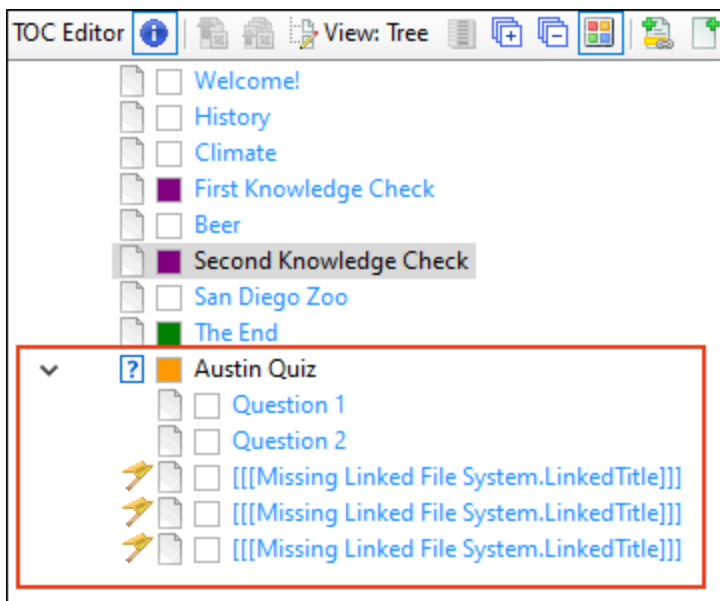 TOC Editor View: Tree
Welcome!
History
Climate
First Knowledge Check
Beer
Second Knowledge Check
San Diego Zoo
The End
? Austin Quiz
Question 1
Question 2
[[[Missing Linked File System.LinkedTitle]]]
[[[Missing Linked File System.LinkedTitle]]]
[[[Missing Linked File System.LinkedTitle]]]